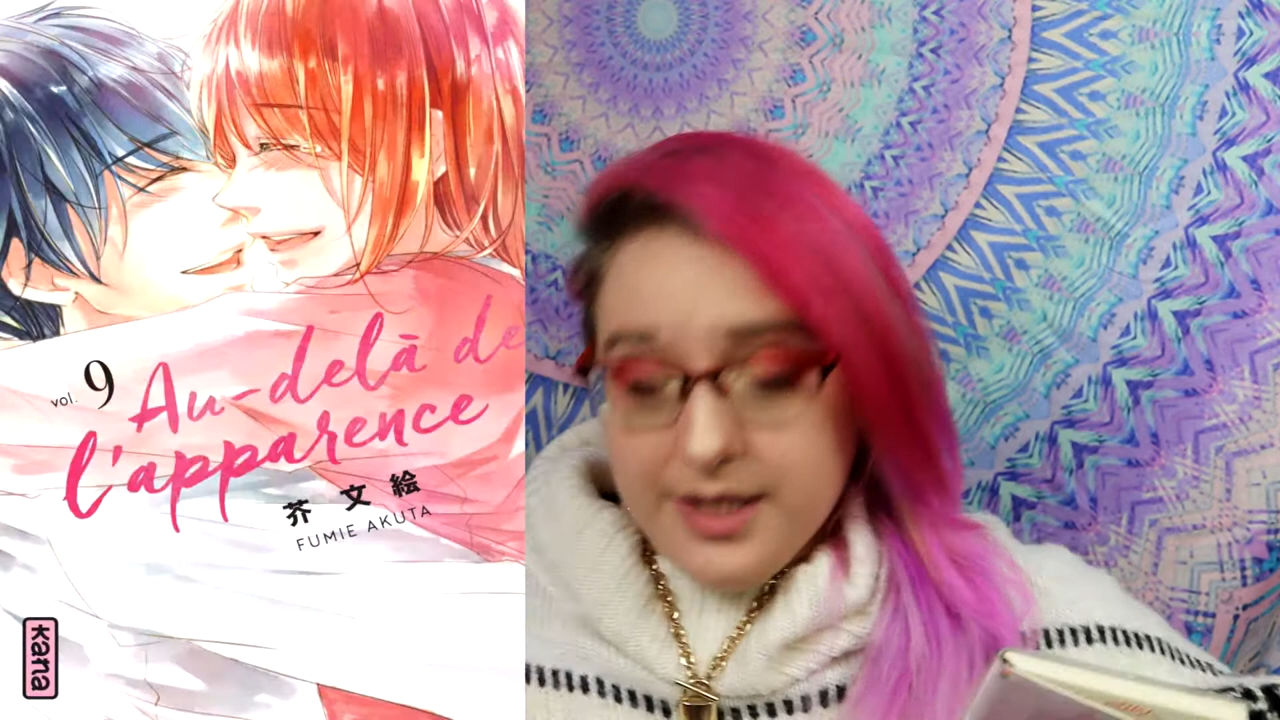 vol. 9 Au-delà de
l'apparence
芥文絵
FUMIE AKUTA
kana